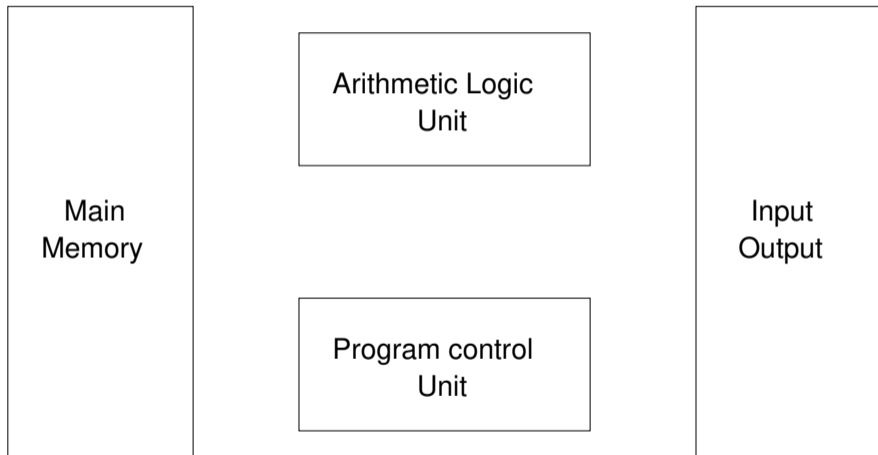 Main
Memory
Arithmetic Logic
Unit
Program control
Unit
Input
Output